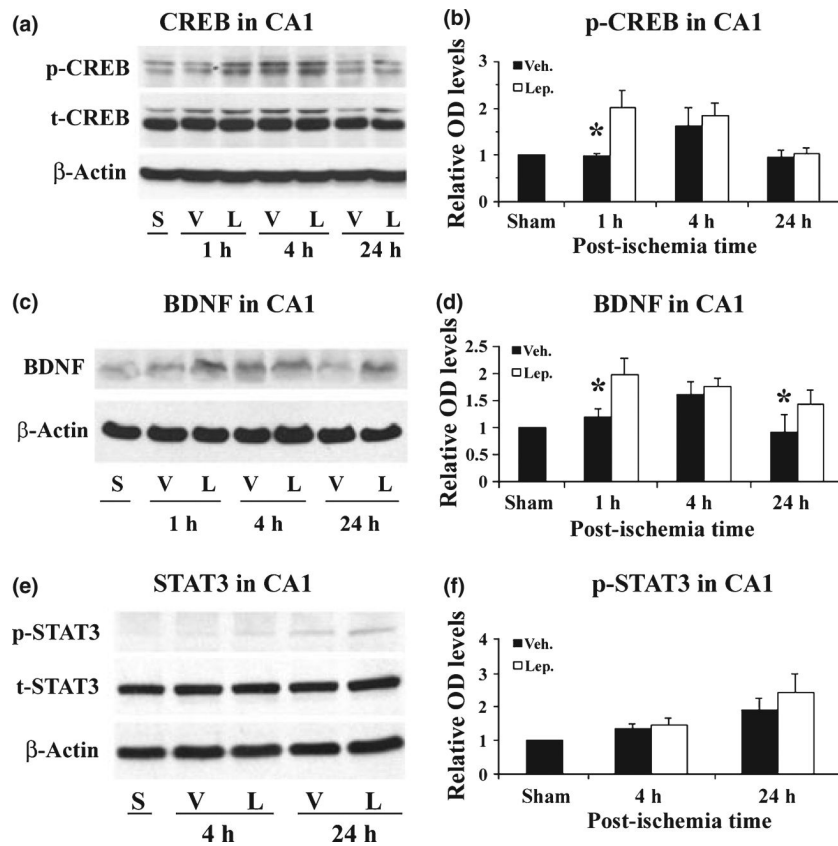 (a)
CREB in CA1
p-CREB
t-CREB
β-Actin
S V L V L V L
1 h 4 h 24 h
(b)
p-CREB in CA1
Relative OD levels
3
2
1
0
Veh.
Lep.
*
Sham 1 h 4 h 24 h
Post-ischemia time
(c)
BDNF in CA1
BDNF
β-Actin
S V L V L V L
1 h 4 h 24 h
(d)
BDNF in CA1
Relative OD levels
2.5
2
1.5
1
0.5
0
Veh.
Lep.
* *
Sham 1 h 4 h 24 h
Post-ischemia time
(e)
STAT3 in CA1
p-STAT3
t-STAT3
β-Actin
S V L V L
4 h 24 h
(f)
p-STAT3 in CA1
Relative OD levels
4
3
2
1
0
Veh.
Lep.
Sham 4 h 24 h
Post-ischemia time